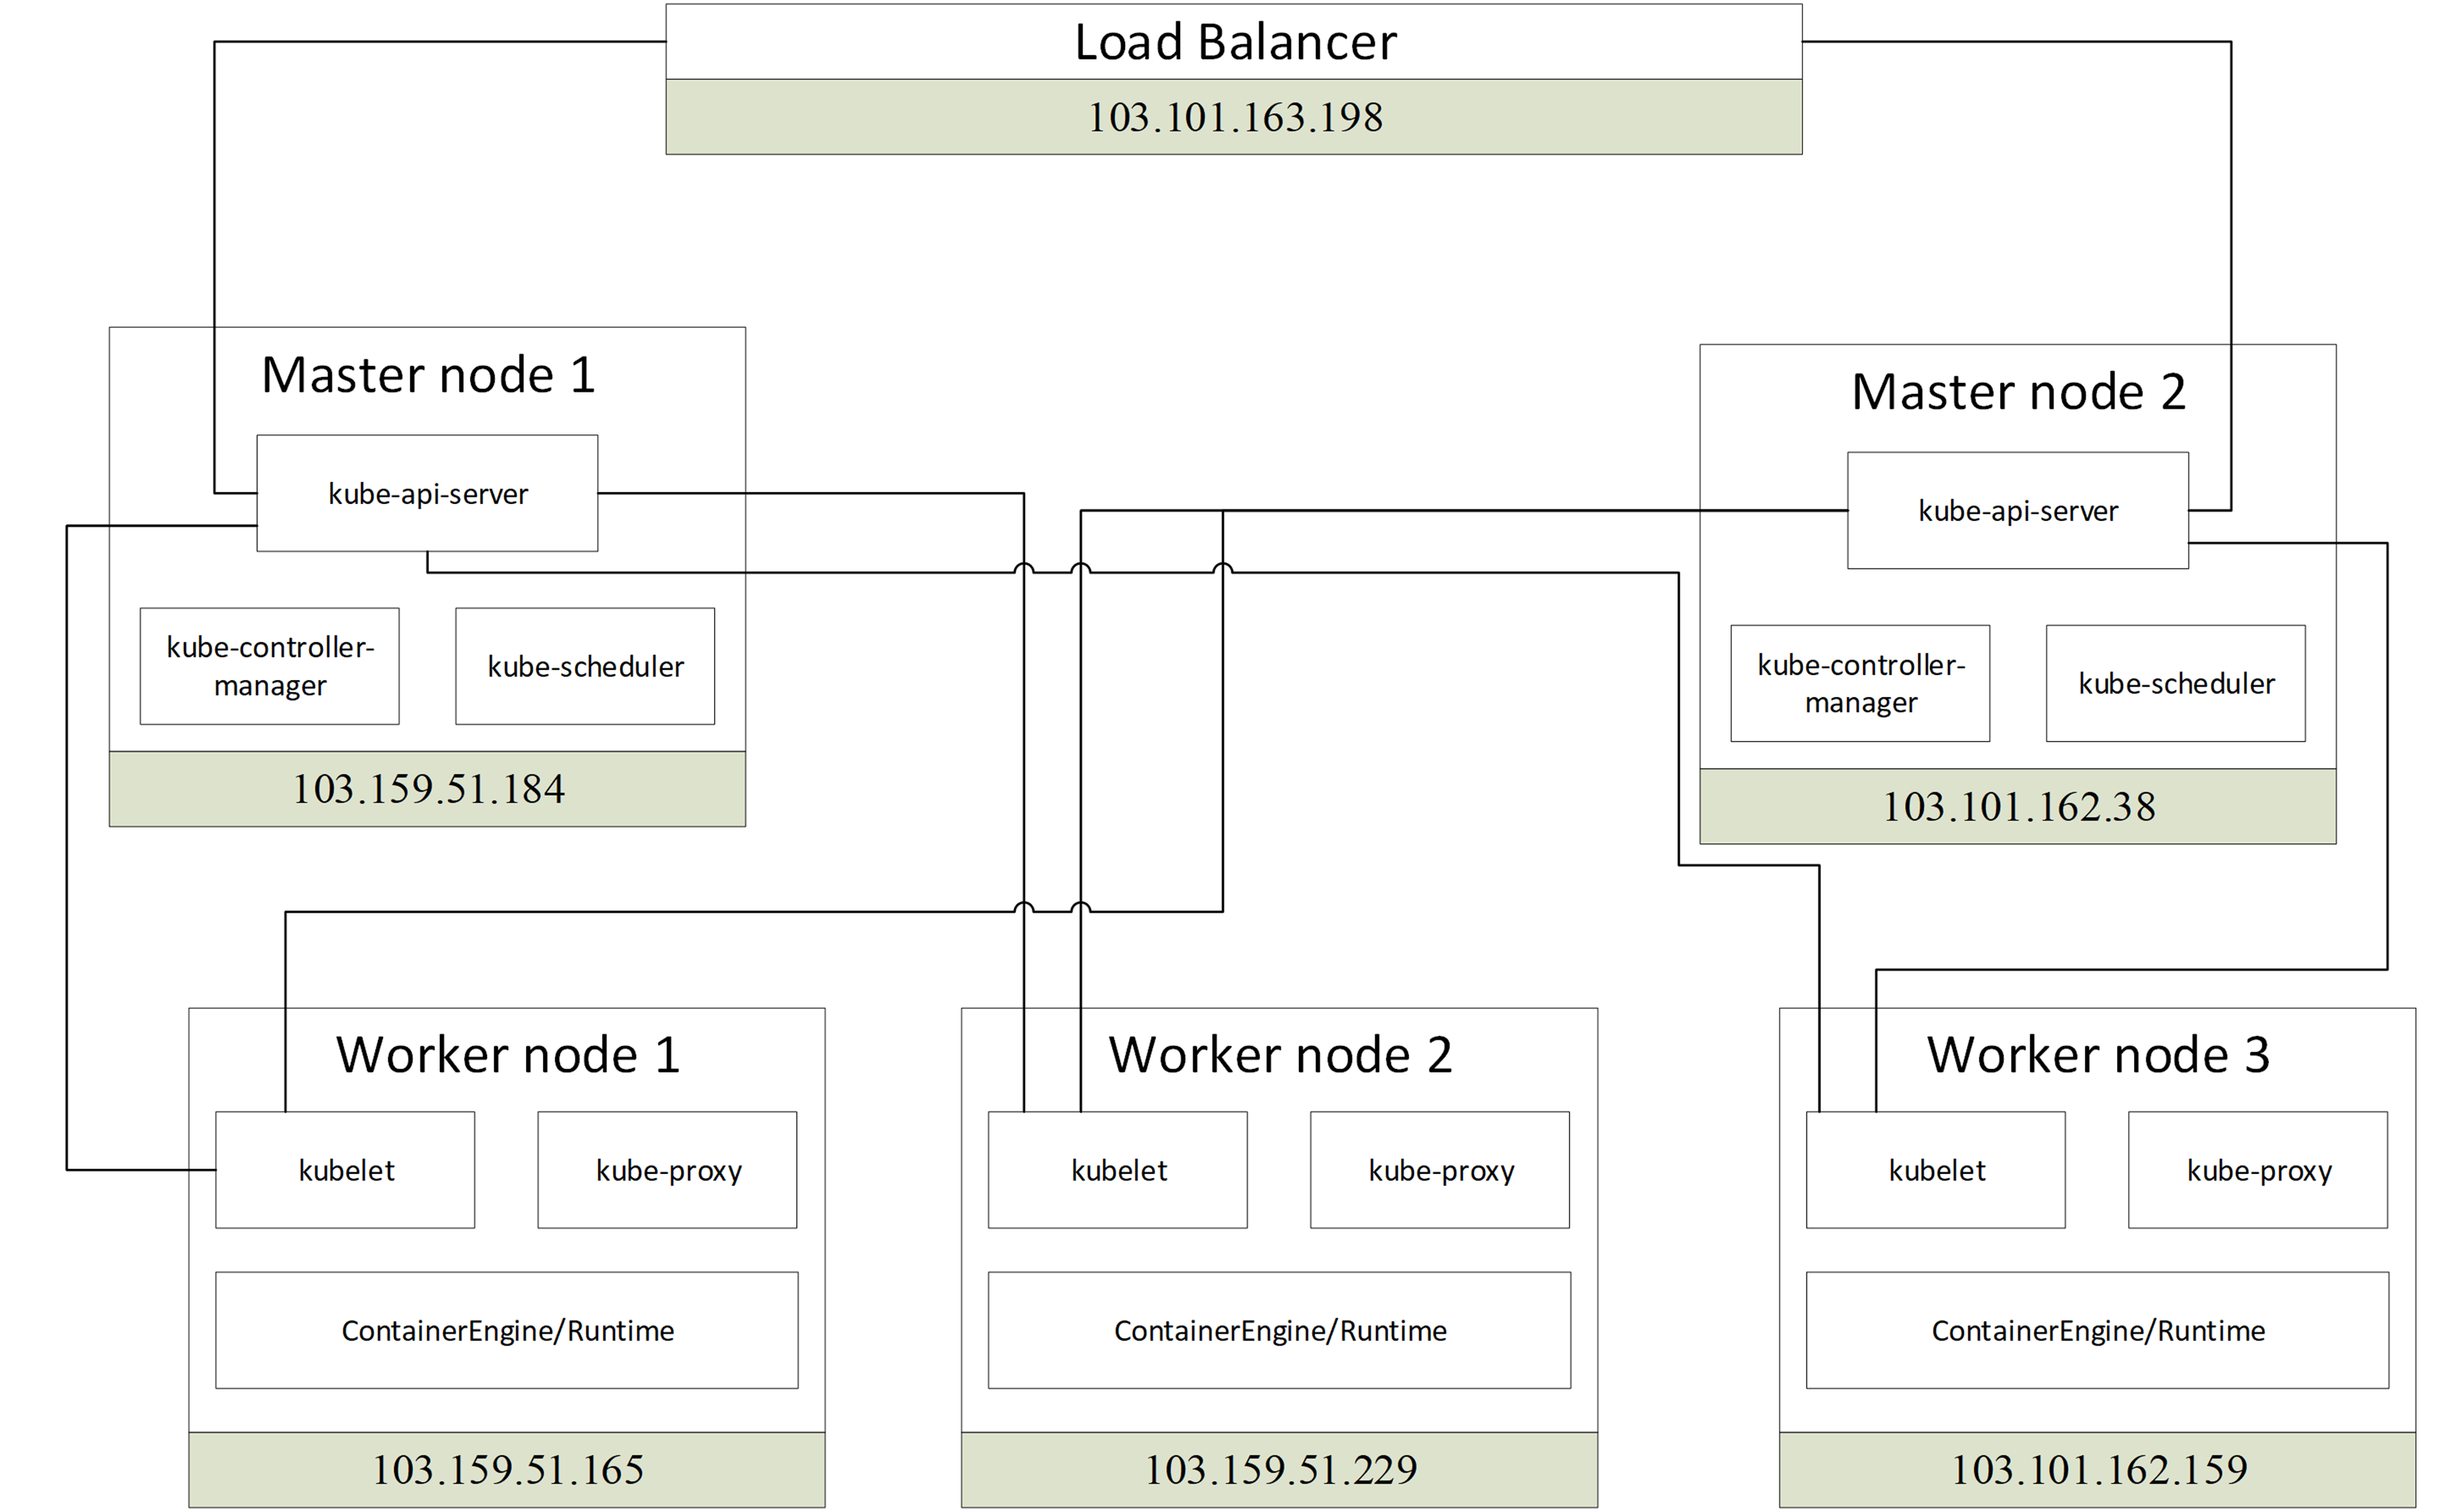 Load Balancer
103.101.163.198
Master node 1
kube-api-server
kube-controller-
manager
kube-scheduler
103.159.51.184
Master node 2
kube-api-server
kube-controller-
manager
kube-scheduler
103.101.162.38
Worker node 1
kubelet
kube-proxy
ContainerEngine/Runtime
103.159.51.165
Worker node 2
kubelet
kube-proxy
ContainerEngine/Runtime
103.159.51.229
Worker node 3
kubelet
kube-proxy
ContainerEngine/Runtime
103.101.162.159